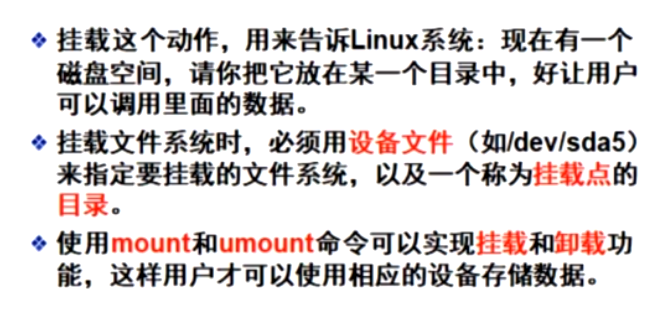 挂载这个动作，用来告诉Linux系统：现在有一个
磁盘空间，请你把它放在某一个目录中，好让用户
可以调用里面的数据。
挂载文件系统时，必须用设备文件（如/dev/sda5）
来指定要挂载的文件系统，以及一个称为挂载点的
目录。
使用mount和umount命令可以实现挂载和卸载功
能，这样用户才可以使用相应的设备存储数据。